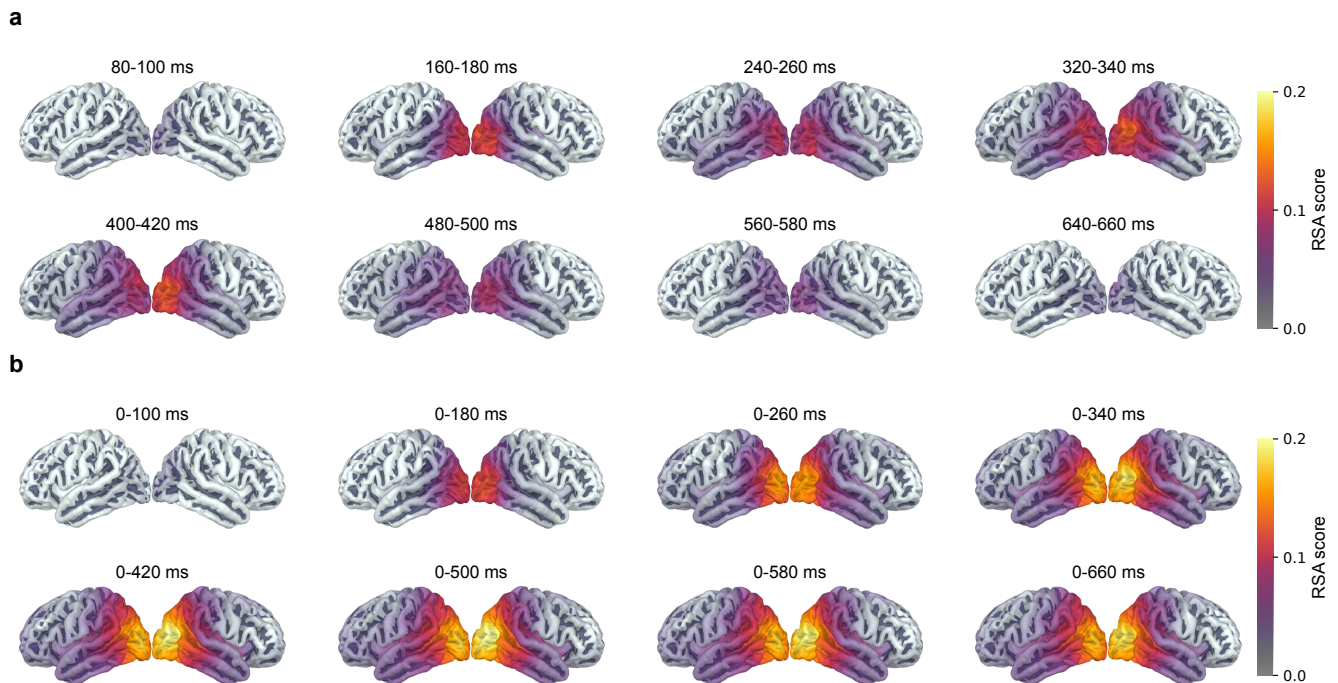 a
80-100 ms
160-180 ms
240-260 ms
320-340 ms
0.2
0.1
0.0
RSA score
400-420 ms
480-500 ms
560-580 ms
640-660 ms
b
0-100 ms
0-180 ms
0-260 ms
0-340 ms
0.2
0.1
0.0
RSA score
0-420 ms
0-500 ms
0-580 ms
0-660 ms